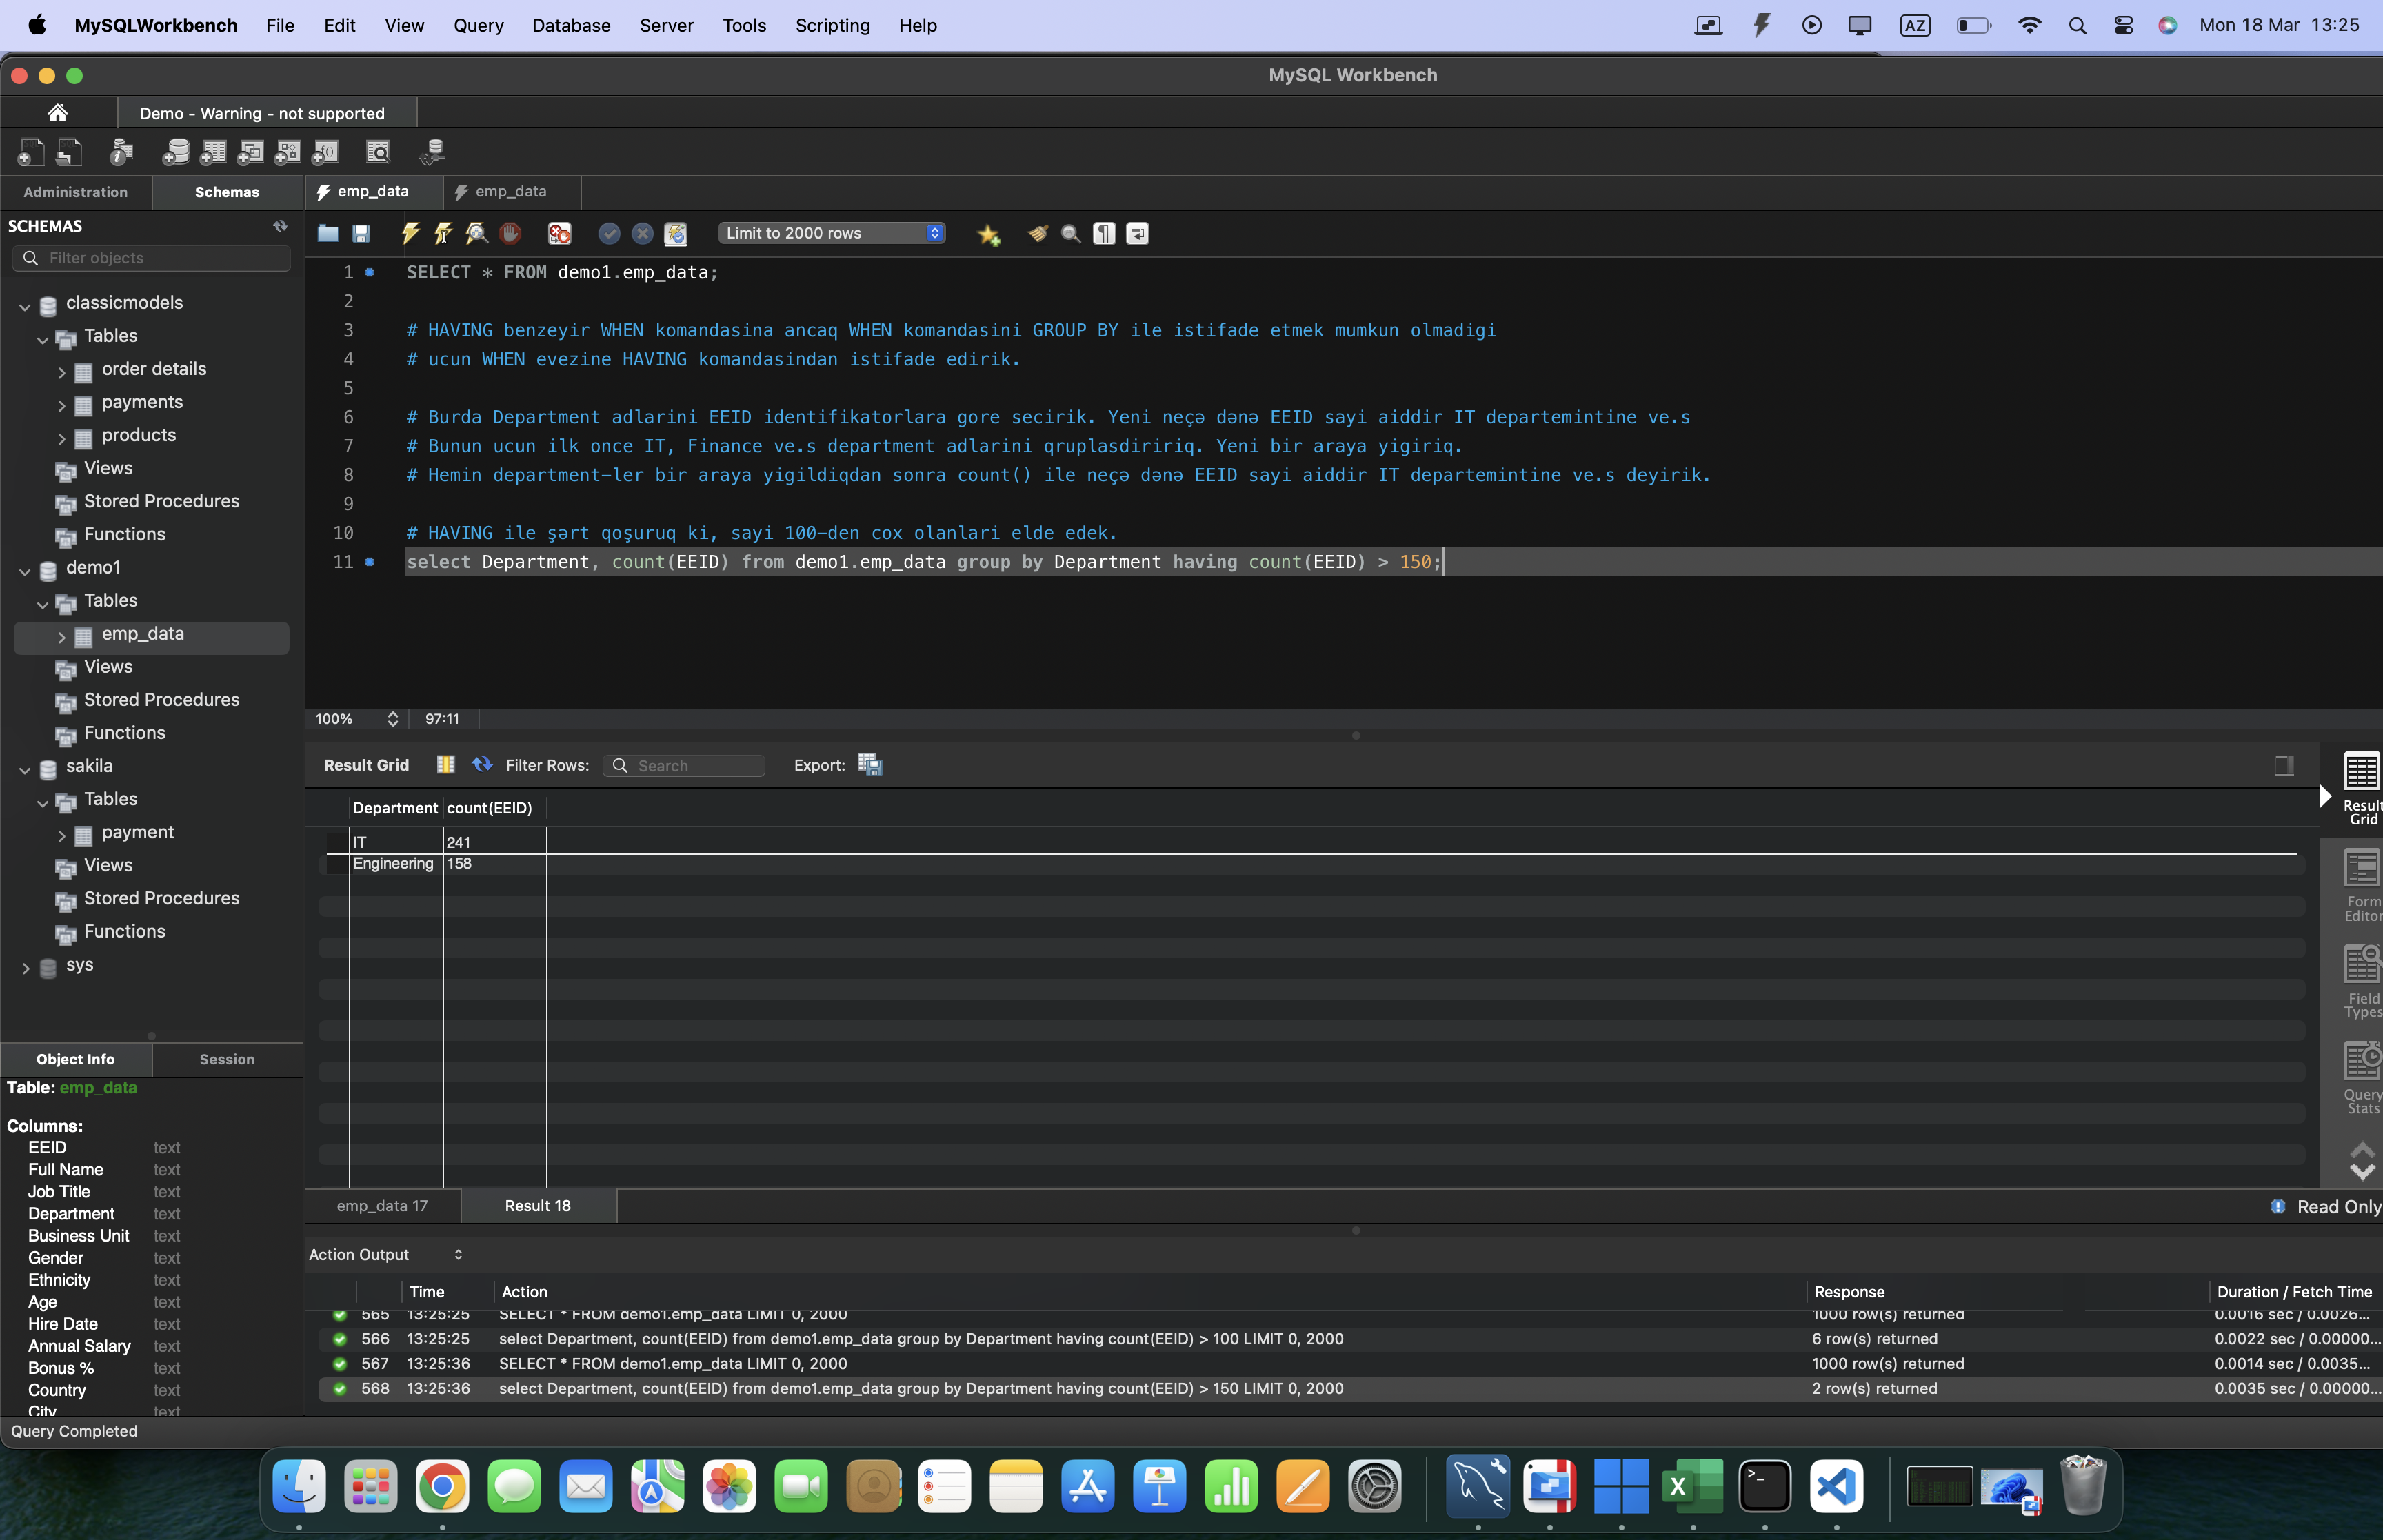 MySQLWorkbench File Edit View Query Database Server Tools Scripting Help AZ Mon 18 Mar 13:25
MySQL Workbench
Demo - Warning - not supported
Administration Schemas emp_data emp_data
SCHEMAS
Limit to 2000 rows
Filter objects
classicmodels
Tables
order details
payments
products
Views
Stored Procedures
Functions
demo1
Tables
emp_data
Views
Stored Procedures
Functions
sakila
Tables
payment
Views
Stored Procedures
Functions
sys
1 SELECT * FROM demo1.emp_data;
2
3 # HAVING benzeyir WHEN komandasina ancaq WHEN komandasini GROUP BY ile istifade etmek mumkun olmadigi
4 # ucun WHEN evezine HAVING komandasindan istifade edirik.
5
6 # Burda Department adlarini EEID identifikatorlara gore secirik. Yeni neçə dənə EEID sayi aiddir IT departemintine ve.s
7 # Bunun ucun ilk once IT, Finance ve.s department adlarini qruplasdiririq. Yeni bir araya yigiriq.
8 # Hemin department-ler bir araya yigildiqdan sonra count() ile neçə dənə EEID sayi aiddir IT departemintine ve.s deyirik.
9
10 # HAVING ile şərt qoşuruq ki, sayi 100-den cox olanlari elde edek.
11 select Department, count(EEID) from demo1.emp_data group by Department having count(EEID) > 150;
100% 97:11
Result Grid Filter Rows: Search Export:
Department count(EEID)
IT 241
Engineering 158
Result
Grid
Form
Editor
Field
Types
Query
Stats
emp_data 17 Result 18 Read Only
Object Info Session
Table: emp_data
Columns:
EEID text
Full Name text
Job Title text
Department text
Business Unit text
Gender text
Ethnicity text
Age text
Hire Date text
Annual Salary text
Bonus % text
Country text
City text
Action Output
Time Action Response Duration / Fetch Time
565 13:25:25 SELECT * FROM demo1.emp_data LIMIT 0, 2000 1000 row(s) returned 0.0016 sec / 0.0026...
566 13:25:25 select Department, count(EEID) from demo1.emp_data group by Department having count(EEID) > 100 LIMIT 0, 2000 6 row(s) returned 0.0022 sec / 0.00000...
567 13:25:36 SELECT * FROM demo1.emp_data LIMIT 0, 2000 1000 row(s) returned 0.0014 sec / 0.0035...
568 13:25:36 select Department, count(EEID) from demo1.emp_data group by Department having count(EEID) > 150 LIMIT 0, 2000 2 row(s) returned 0.0035 sec / 0.00000...
Query Completed